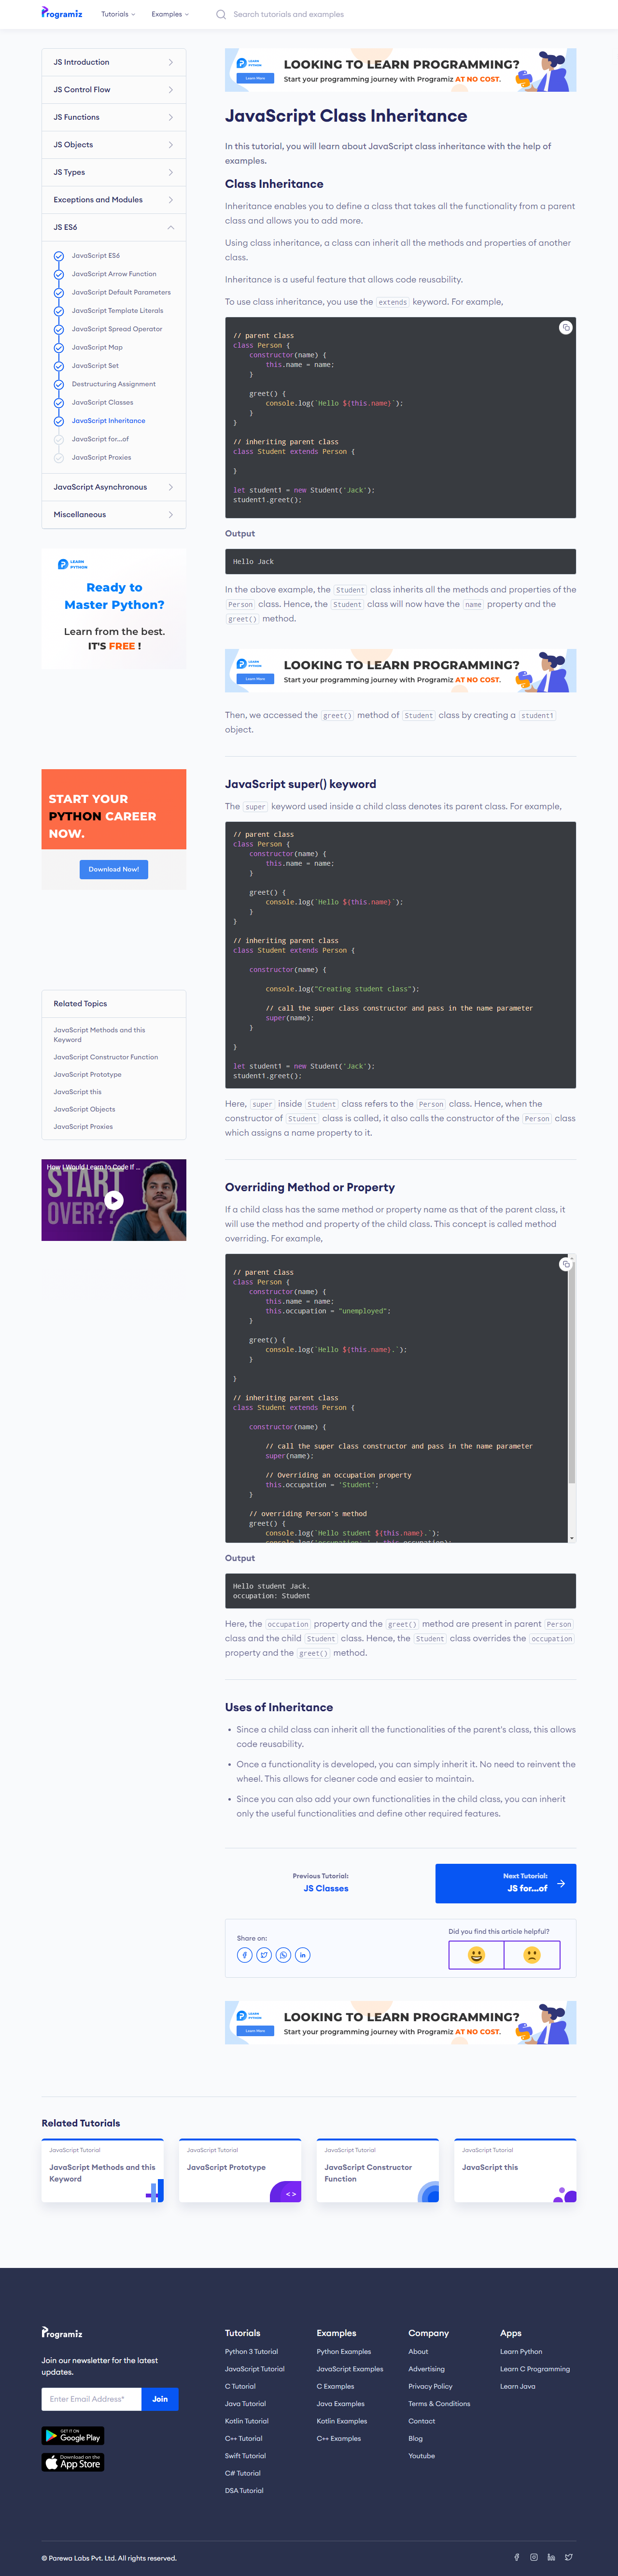 Programiz
Tutorials
Examples
Search tutorials and examples
JS Introduction
JS Control Flow
JS Functions
JS Objects
JS Types
Exceptions and Modules
JS ES6
JavaScript ES6
JavaScript Arrow Function
JavaScript Default Parameters
JavaScript Template Literals
JavaScript Spread Operator
JavaScript Map
JavaScript Set
Destructuring Assignment
JavaScript Classes
JavaScript Inheritance
JavaScript for...of
JavaScript Proxies
JavaScript Asynchronous
Miscellaneous
LEARN
PYTHON
Ready to
Master Python?
Learn from the best.
IT'S FREE !
START YOUR
PYTHON CAREER
NOW.
Download Now!
Related Topics
JavaScript Methods and this
Keyword
JavaScript Constructor Function
JavaScript Prototype
JavaScript this
JavaScript Objects
JavaScript Proxies
How I Would Learn to Code If ...
START
OVER??
LEARN
PYTHON
Learn More
LOOKING TO LEARN PROGRAMMING?
Start your programming journey with Programiz AT NO COST.
JavaScript Class Inheritance
In this tutorial, you will learn about JavaScript class inheritance with the help of
examples.
Class Inheritance
Inheritance enables you to define a class that takes all the functionality from a parent
class and allows you to add more.
Using class inheritance, a class can inherit all the methods and properties of another
class.
Inheritance is a useful feature that allows code reusability.
To use class inheritance, you use the extends keyword. For example,
// parent class
class Person {
    constructor(name) {
        this.name = name;
    }
    greet() {
        console.log(`Hello ${this.name}`);
    }
}
// inheriting parent class
class Student extends Person {
}
let student1 = new Student('Jack');
student1.greet();
Output
Hello Jack
In the above example, the Student class inherits all the methods and properties of the
Person class. Hence, the Student class will now have the name property and the
greet() method.
LEARN
PYTHON
Learn More
LOOKING TO LEARN PROGRAMMING?
Start your programming journey with Programiz AT NO COST.
Then, we accessed the greet() method of Student class by creating a student1
object.
JavaScript super() keyword
The super keyword used inside a child class denotes its parent class. For example,
// parent class
class Person {
    constructor(name) {
        this.name = name;
    }
    greet() {
        console.log(`Hello ${this.name}`);
    }
}
// inheriting parent class
class Student extends Person {
    constructor(name) {
        console.log("Creating student class");
        // call the super class constructor and pass in the name parameter
        super(name);
    }
}
let student1 = new Student('Jack');
student1.greet();
Here, super inside Student class refers to the Person class. Hence, when the
constructor of Student class is called, it also calls the constructor of the Person class
which assigns a name property to it.
Overriding Method or Property
If a child class has the same method or property name as that of the parent class, it
will use the method and property of the child class. This concept is called method
overriding. For example,
// parent class
class Person {
    constructor(name) {
        this.name = name;
        this.occupation = "unemployed";
    }
    greet() {
        console.log(`Hello ${this.name}.`);
    }
}
// inheriting parent class
class Student extends Person {
    constructor(name) {
        // call the super class constructor and pass in the name parameter
        super(name);
        // Overriding an occupation property
        this.occupation = 'Student';
    }
    // overriding Person's method
    greet() {
        console.log(`Hello student ${this.name}.`);
        console.log('occupation: ' + this.occupation);
Output
Hello student Jack.
occupation: Student
Here, the occupation property and the greet() method are present in parent Person
class and the child Student class. Hence, the Student class overrides the occupation
property and the greet() method.
Uses of Inheritance
• Since a child class can inherit all the functionalities of the parent's class, this allows
code reusability.
• Once a functionality is developed, you can simply inherit it. No need to reinvent the
wheel. This allows for cleaner code and easier to maintain.
• Since you can also add your own functionalities in the child class, you can inherit
only the useful functionalities and define other required features.
Previous Tutorial:
JS Classes
Next Tutorial:
JS for...of
Share on:
Did you find this article helpful?
LEARN
PYTHON
Learn More
LOOKING TO LEARN PROGRAMMING?
Start your programming journey with Programiz AT NO COST.
Related Tutorials
JavaScript Tutorial
JavaScript Methods and this
Keyword
JavaScript Tutorial
JavaScript Prototype
JavaScript Tutorial
JavaScript Constructor
Function
JavaScript Tutorial
JavaScript this
Programiz
Join our newsletter for the latest
updates.
Enter Email Address*
Join
GET IT ON
Google Play
Download on the
App Store
Tutorials
Python 3 Tutorial
JavaScript Tutorial
C Tutorial
Java Tutorial
Kotlin Tutorial
C++ Tutorial
Swift Tutorial
C# Tutorial
DSA Tutorial
Examples
Python Examples
JavaScript Examples
C Examples
Java Examples
Kotlin Examples
C++ Examples
Company
About
Advertising
Privacy Policy
Terms & Conditions
Contact
Blog
Youtube
Apps
Learn Python
Learn C Programming
Learn Java
© Parewa Labs Pvt. Ltd. All rights reserved.